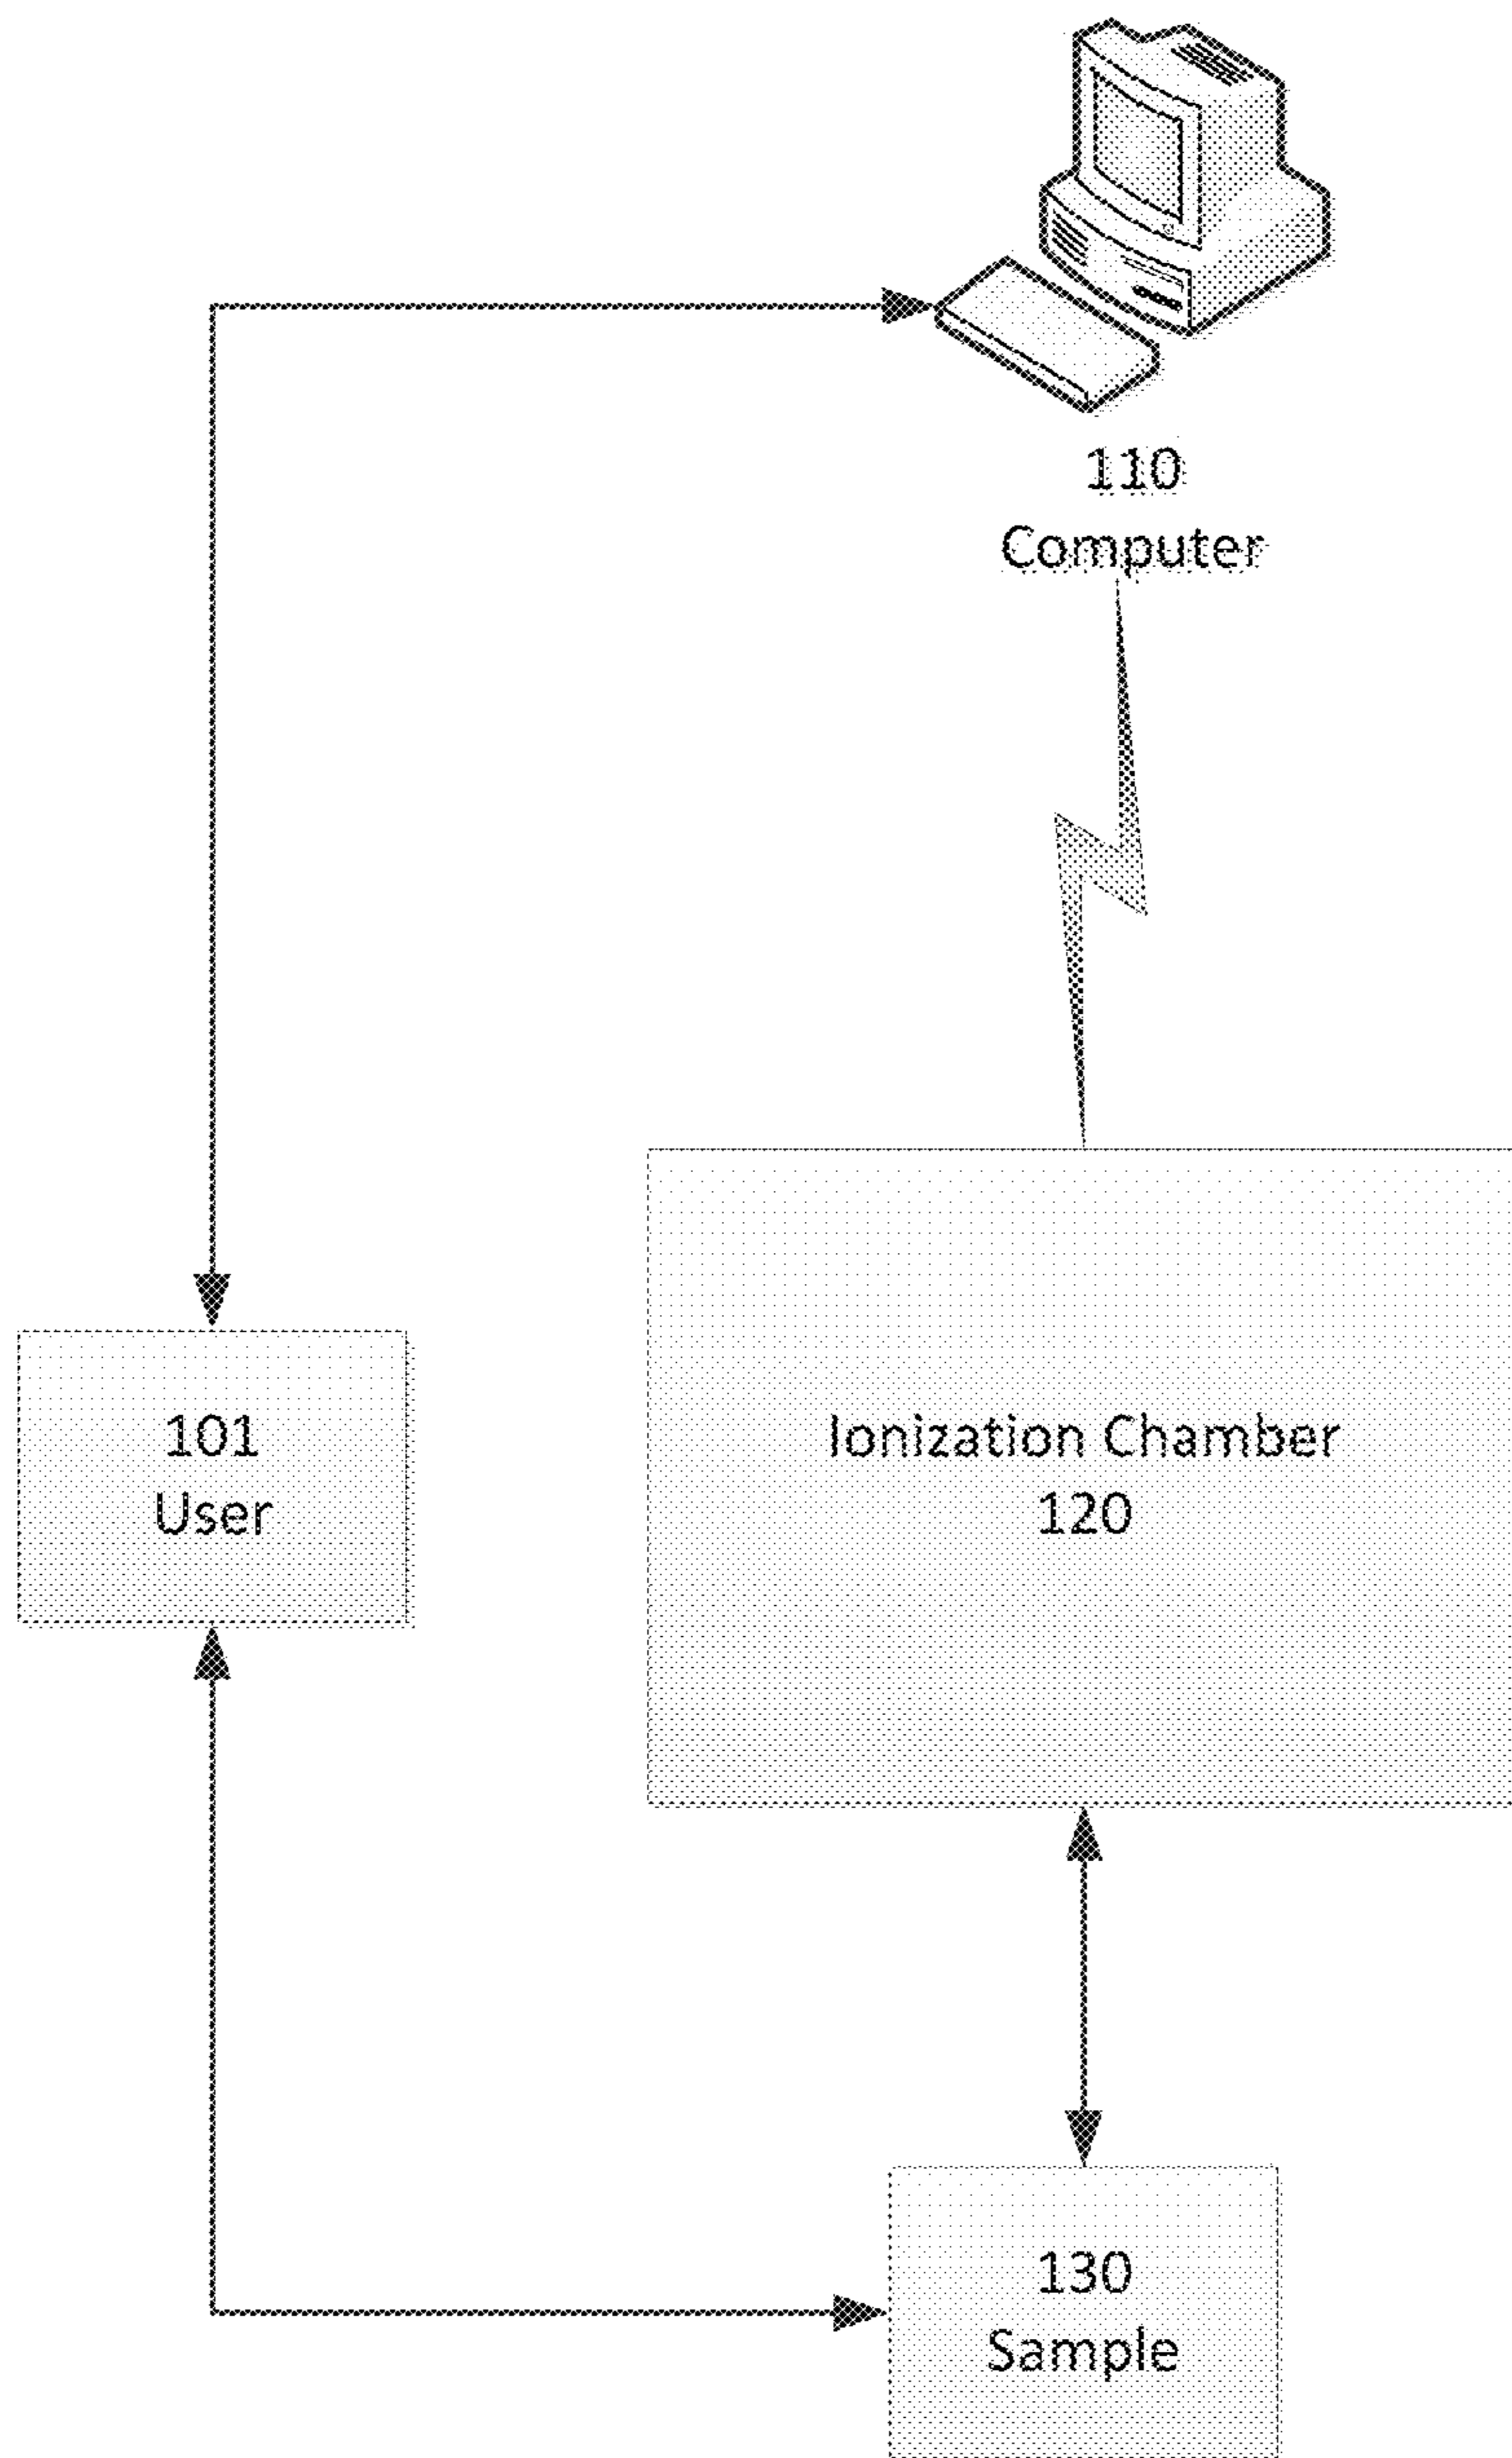 110
Computer
101
User
Ionization Chamber
120
130
Sample